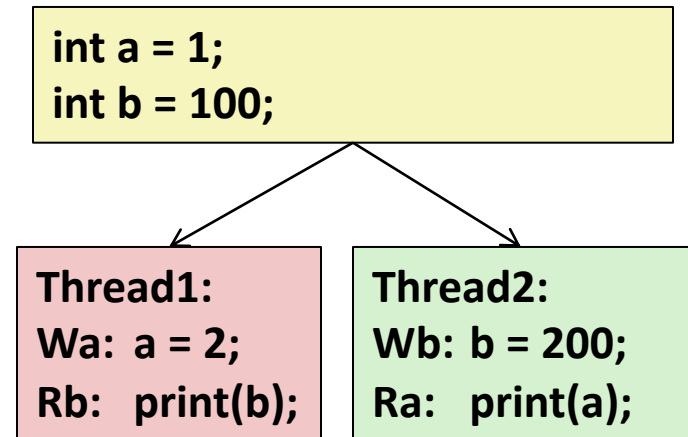 int a = 1;
int b = 100;
Thread1:
Wa: a = 2;
Rb: print(b);
Thread2:
Wb: b = 200;
Ra: print(a);